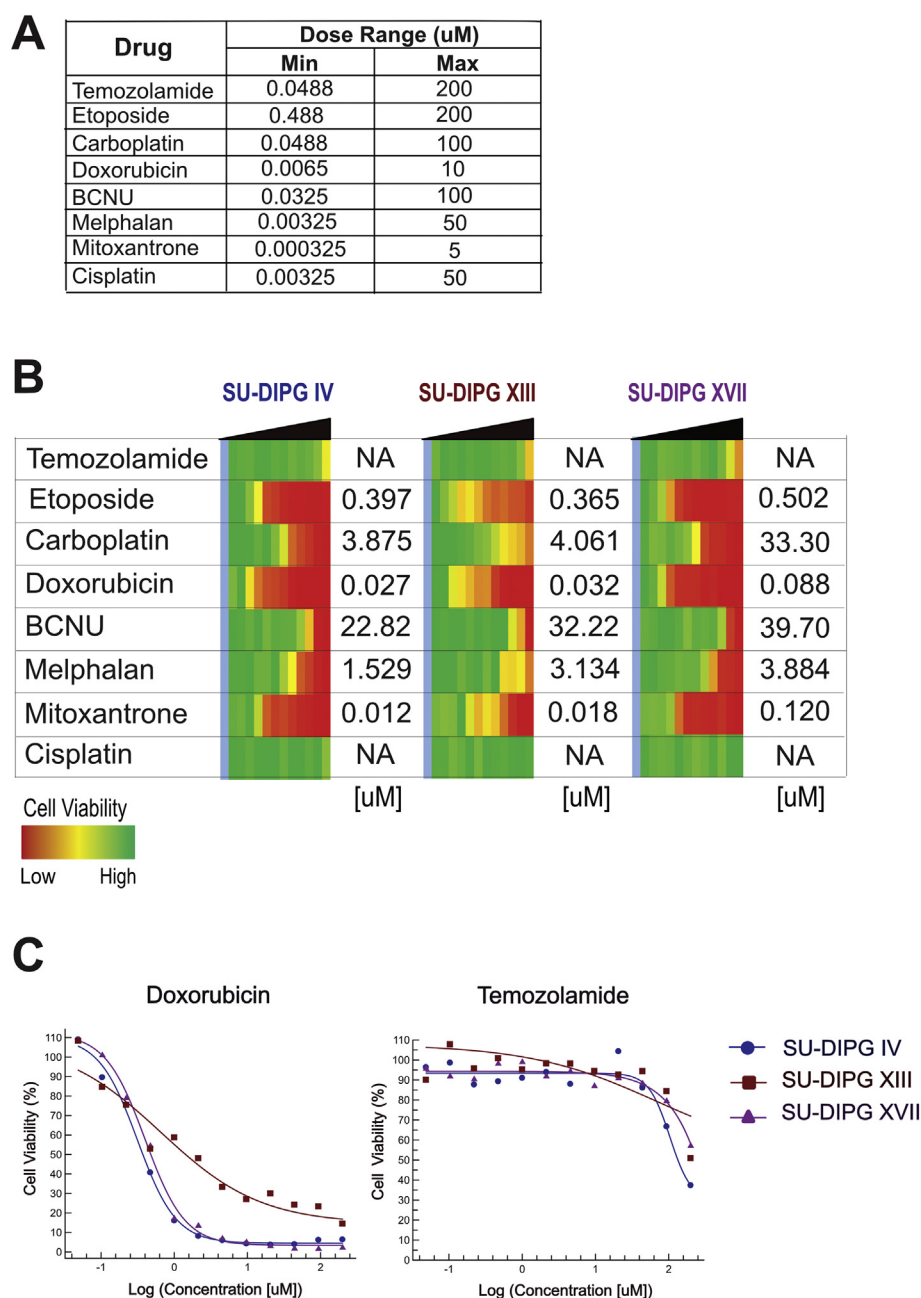 A
Drug Dose Range (uM)
Min Max
Temozolamide 0.0488 200
Etoposide 0.488 200
Carboplatin 0.0488 100
Doxorubicin 0.0065 10
BCNU 0.0325 100
Melphalan 0.00325 50
Mitoxantrone 0.000325 5
Cisplatin 0.00325 50
B
SU-DIPG IV SU-DIPG XIII SU-DIPG XVII
Temozolamide NA NA NA
Etoposide 0.397 0.365 0.502
Carboplatin 3.875 4.061 33.30
Doxorubicin 0.027 0.032 0.088
BCNU 22.82 32.22 39.70
Melphalan 1.529 3.134 3.884
Mitoxantrone 0.012 0.018 0.120
Cisplatin NA NA NA
[uM] [uM] [uM]
Cell Viability
Low High
C
Doxorubicin
Cell Viability (%)
110
100
90
80
70
60
50
40
30
20
10
0
-1 0 1 2
Log (Concentration [uM])
Temozolamide
Cell Viability (%)
110
100
90
80
70
60
50
40
30
20
10
0
-1 0 1 2
Log (Concentration [uM])
SU-DIPG IV
SU-DIPG XIII
SU-DIPG XVII